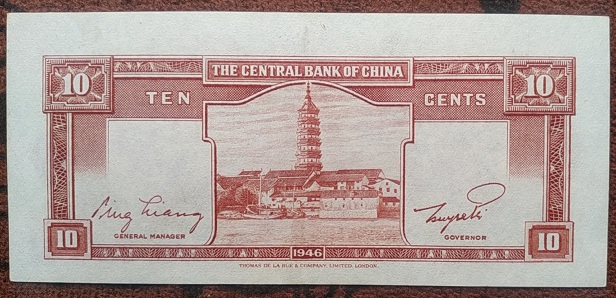 THE CENTRAL BANK OF CHINA
10 10
TEN CENTS
GENERAL MANAGER GOVERNOR
10 10
1946
THOMAS DE LA RUE & COMPANY, LIMITED, LONDON.